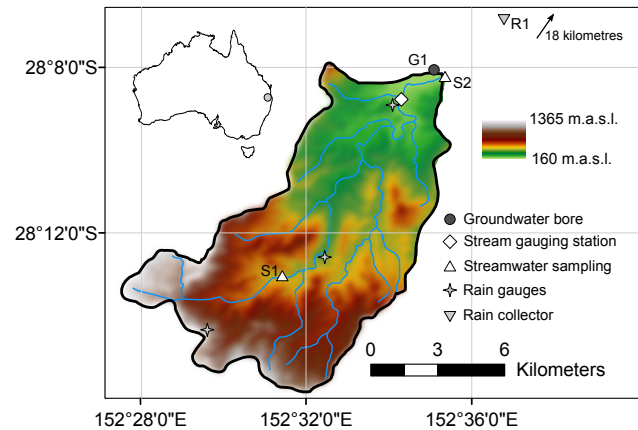 R1
18 kilometres
G1
28°8'0"S
S2
1365 m.a.s.l.
160 m.a.s.l.
Groundwater bore
28°12'0"S
Stream gauging station
S1
Streamwater sampling
Rain gauges
Rain collector
0 3 6
Kilometers
152°28'0"E 152°32'0"E 152°36'0"E